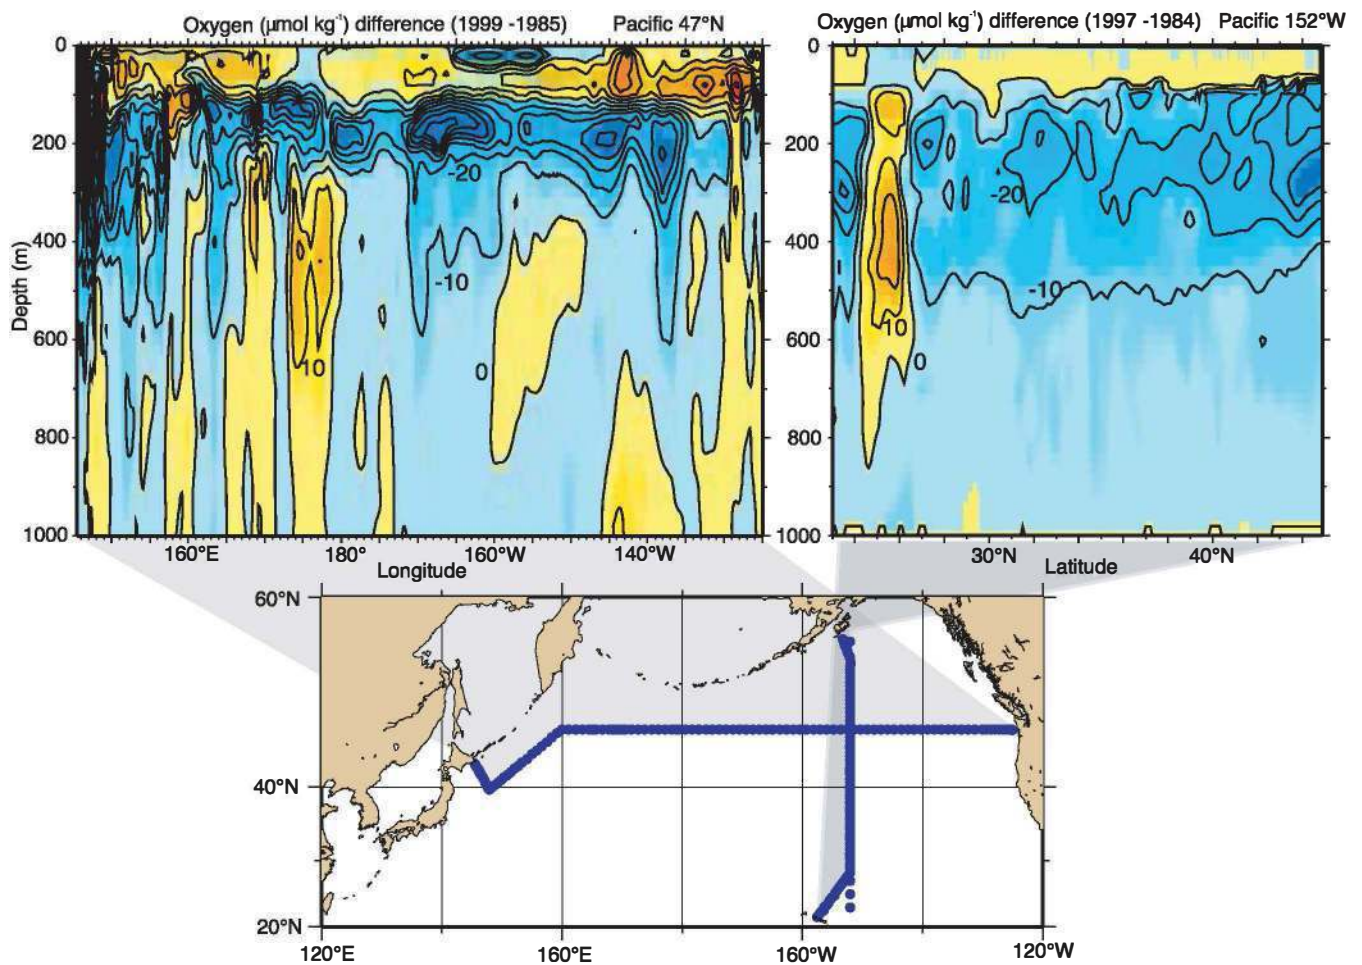 Oxygen (µmol kg⁻¹) difference (1999 -1985) Pacific 47°N
Oxygen (µmol kg⁻¹) difference (1997 -1984) Pacific 152°W
0
200
400
600
800
1000
Depth (m)
-20
-10
0
10
160°E
180°
160°W
140°W
Longitude
0
200
400
600
800
1000
-20
-10
10
0
30°N
40°N
Latitude
60°N
40°N
20°N
120°E
160°E
160°W
120°W